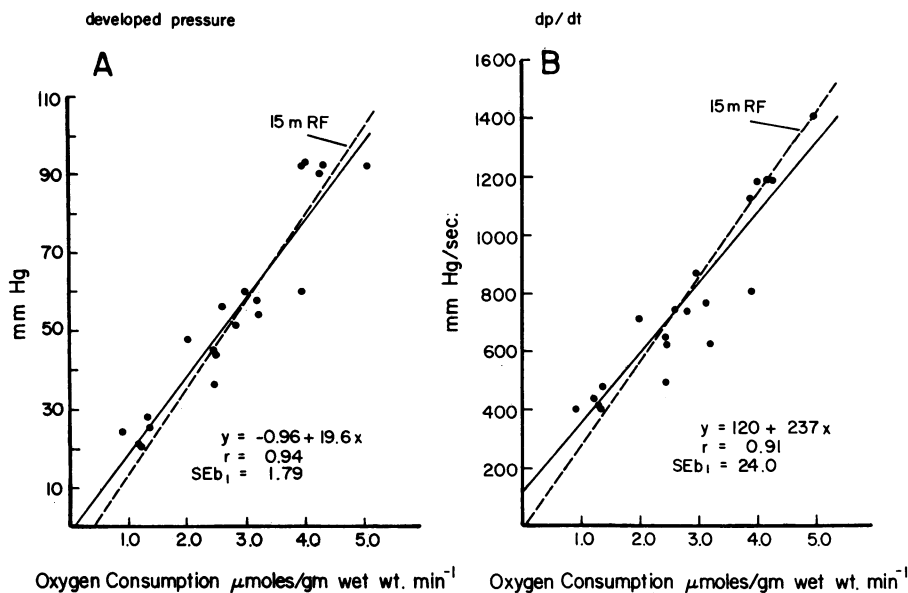 developed pressure
A
110
90
70
50
30
10
mm Hg
15 m RF
y = -0.96 + 19.6 x
r = 0.94
SEb₁ = 1.79
1.0 2.0 3.0 4.0 5.0
Oxygen Consumption μmoles/gm wet wt. min⁻¹
dp/dt
B
1600
1400
1200
1000
800
600
400
200
mm Hg/sec.
15 m RF
y = 120 + 237 x
r = 0.91
SEb₁ = 24.0
1.0 2.0 3.0 4.0 5.0
Oxygen Consumption μmoles/gm wet wt. min⁻¹